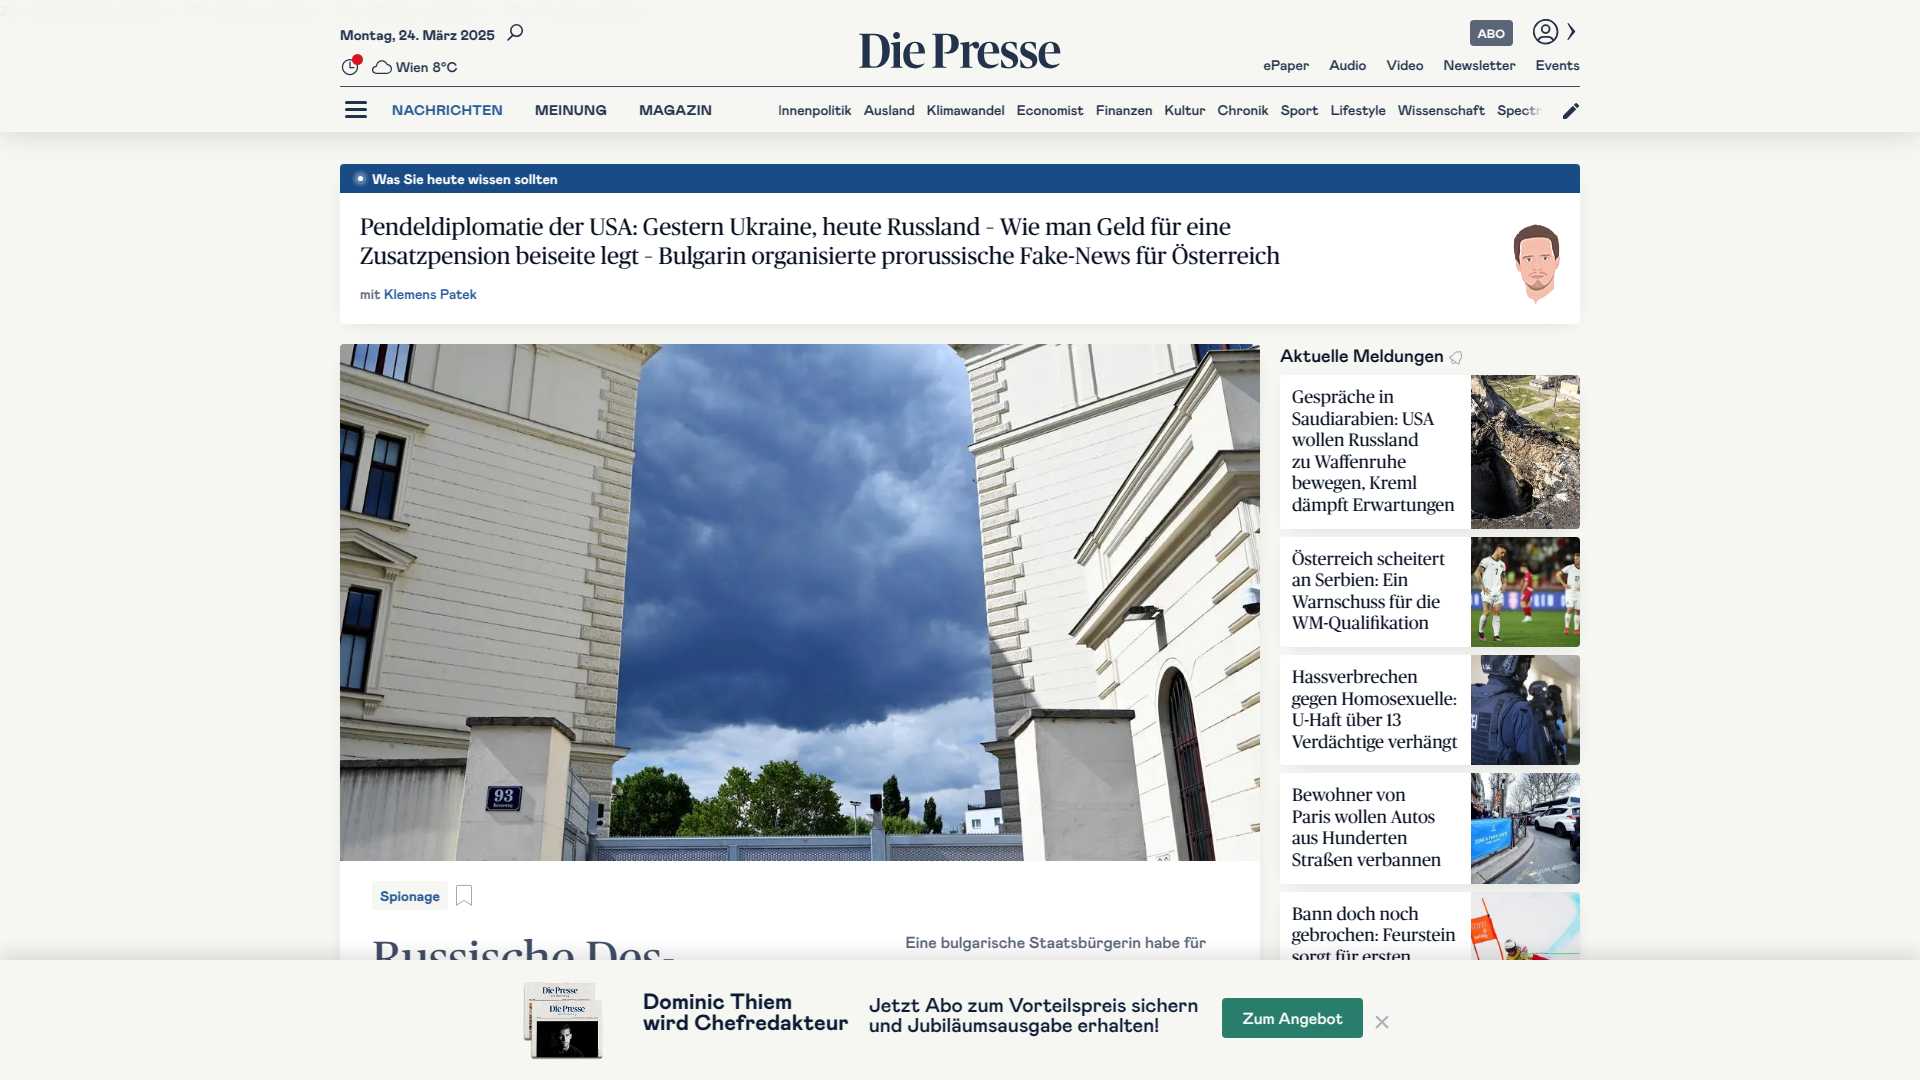 Montag, 24. März 2025
Wien 8°C
Die Presse
ABO
ePaper Audio Video Newsletter Events
NACHRICHTEN MEINUNG MAGAZIN
Innenpolitik Ausland Klimawandel Economist Finanzen Kultur Chronik Sport Lifestyle Wissenschaft Spectr
Was Sie heute wissen sollten
Pendeldiplomatie der USA: Gestern Ukraine, heute Russland – Wie man Geld für eine
Zusatzpension beiseite legt – Bulgarin organisierte prorussische Fake-News für Österreich
mit Klemens Patek
93
Spionage
Russische Des-
Eine bulgarische Staatsbürgerin habe für
Aktuelle Meldungen
Gespräche in
Saudiarabien: USA
wollen Russland
zu Waffenruhe
bewegen, Kreml
dämpft Erwartungen
Österreich scheitert
an Serbien: Ein
Warnschuss für die
WM-Qualifikation
Hassverbrechen
gegen Homosexuelle:
U-Haft über 13
Verdächtige verhängt
Bewohner von
Paris wollen Autos
aus Hunderten
Straßen verbannen
Bann doch noch
gebrochen: Feurstein
sorgt für ersten
Die Presse
Die Presse
Dominic Thiem
wird Chefredakteur
Jetzt Abo zum Vorteilspreis sichern
und Jubiläumsausgabe erhalten!
Zum Angebot